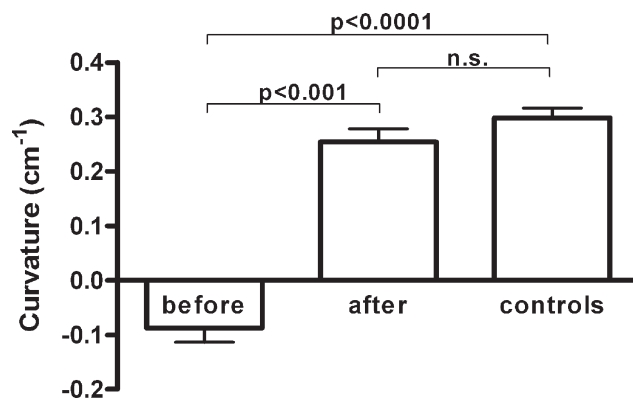 p<0.0001
n.s.
p<0.001
Curvature (cm⁻¹)
0.4
0.3
0.2
0.1
0.0
-0.1
-0.2
before
after
controls